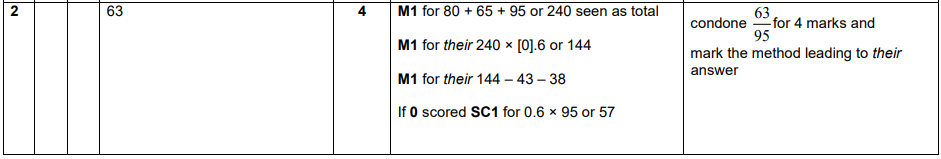 2 63 4 M1 for 80 + 65 + 95 or 240 seen as total
M1 for their 240 × [0].6 or 144
M1 for their 144 – 43 – 38
If 0 scored SC1 for 0.6 × 95 or 57
condone 63/95 for 4 marks and
mark the method leading to their
answer